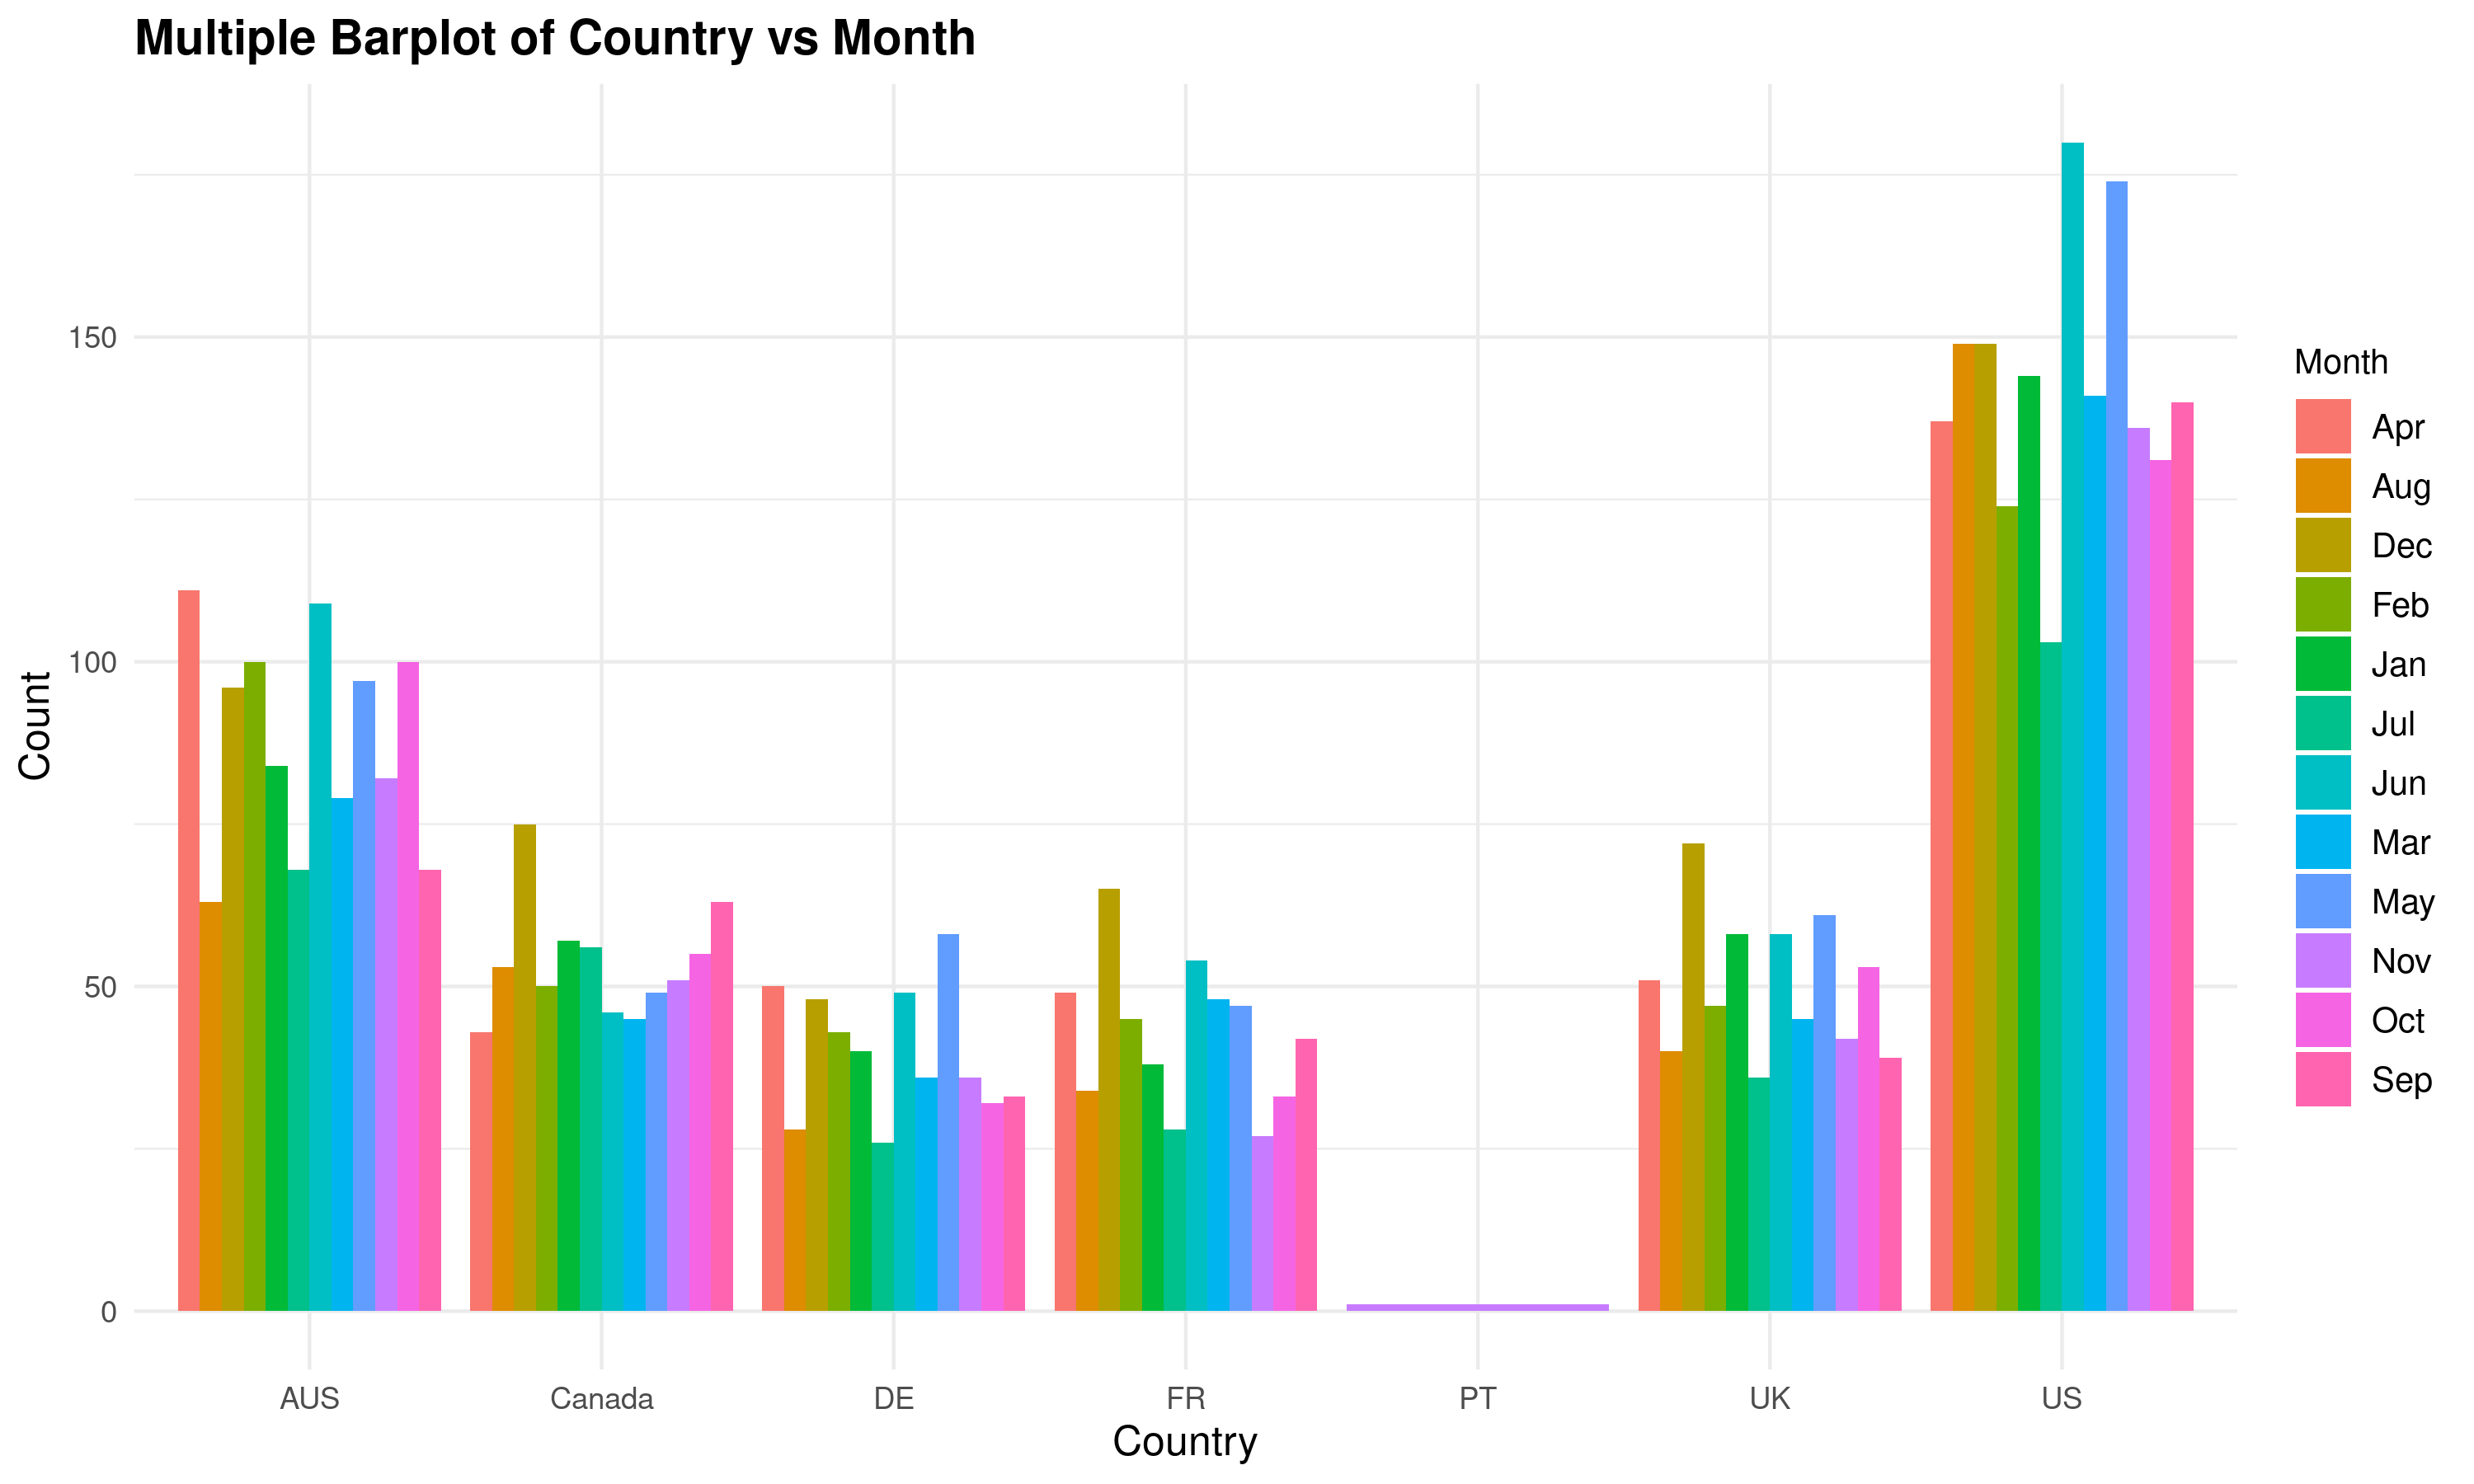 Multiple Barplot of Country vs Month
150
100
50
0
Count
AUS
Canada
DE
FR
PT
UK
US
Country
Month
Apr
Aug
Dec
Feb
Jan
Jul
Jun
Mar
May
Nov
Oct
Sep